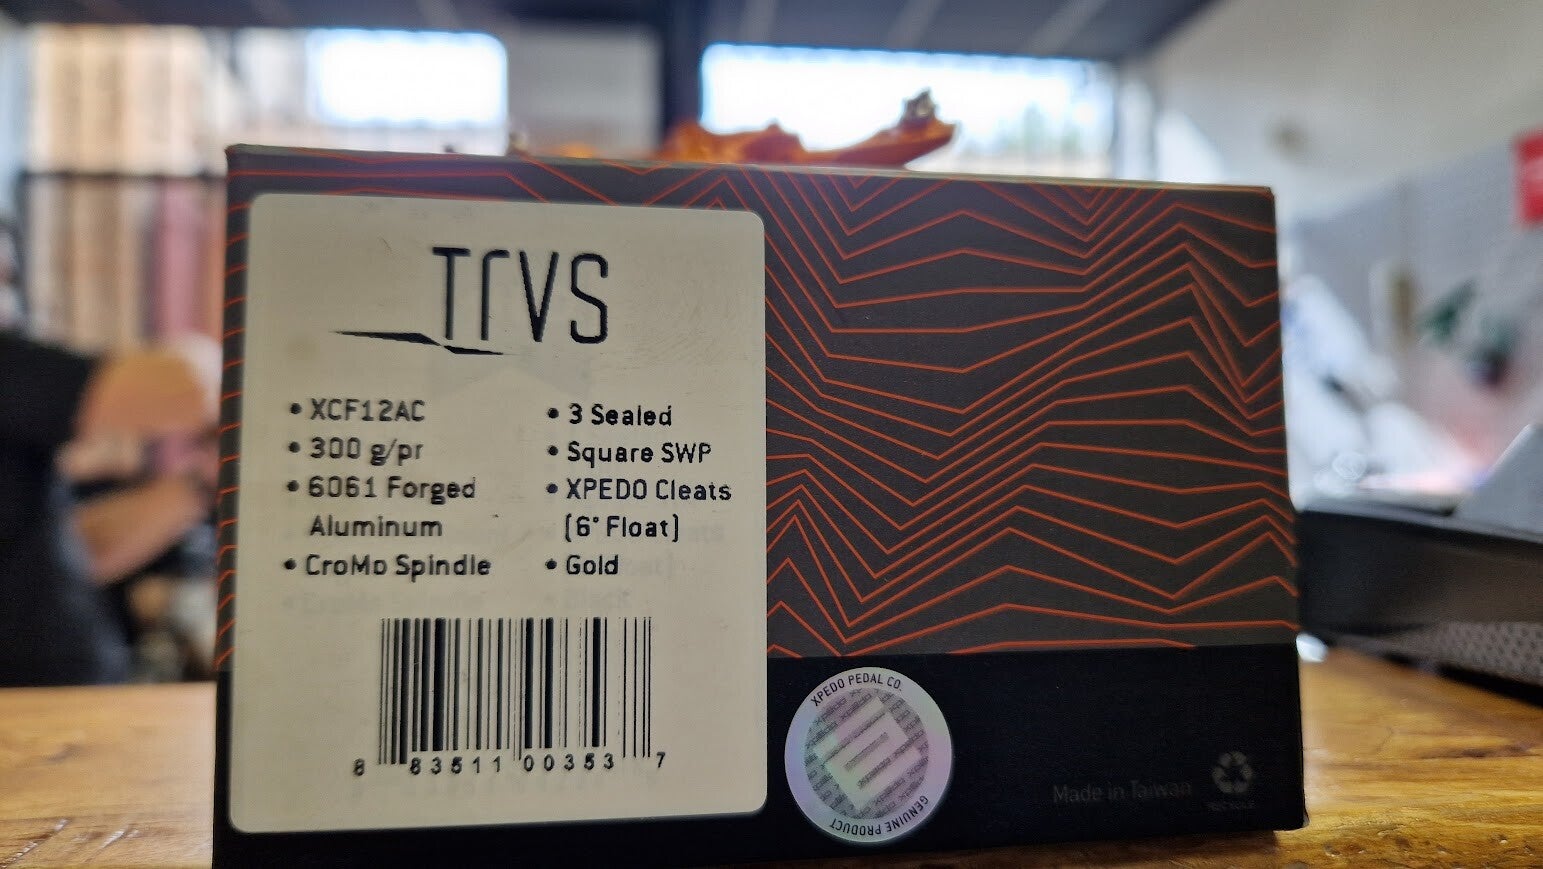 TRVS
• XCF12AC
• 300 g/pr
• 6061 Forged
Aluminum
• CroMo Spindle
• 3 Sealed
• Square SWP
• XPEDO Cleats
(6° Float)
• Gold
8 83511 00353 7
XPEDO PEDAL CO.
GENUINE PRODUCT
Made in Taiwan
RECYCLE